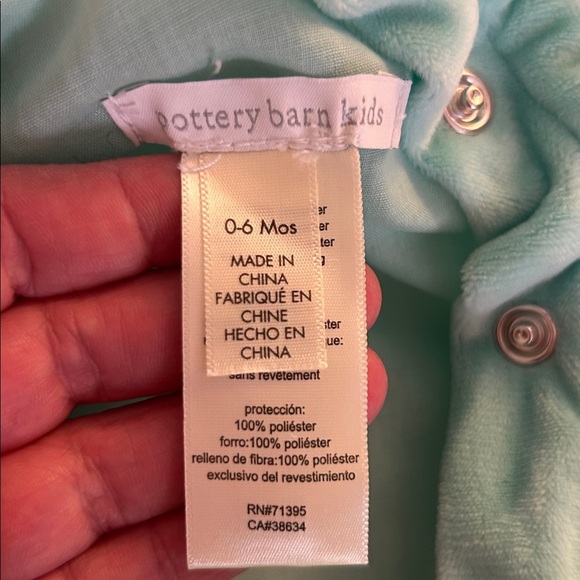 pottery barn kids
0-6 Mos
MADE IN
CHINA
FABRIQUÉ EN
CHINE
HECHO EN
CHINA
sans revêtement
protección:
100% poliéster
forro:100% poliéster
relleno de fibra:100% poliéster
exclusivo del revestimiento
RN#71395
CA#38634